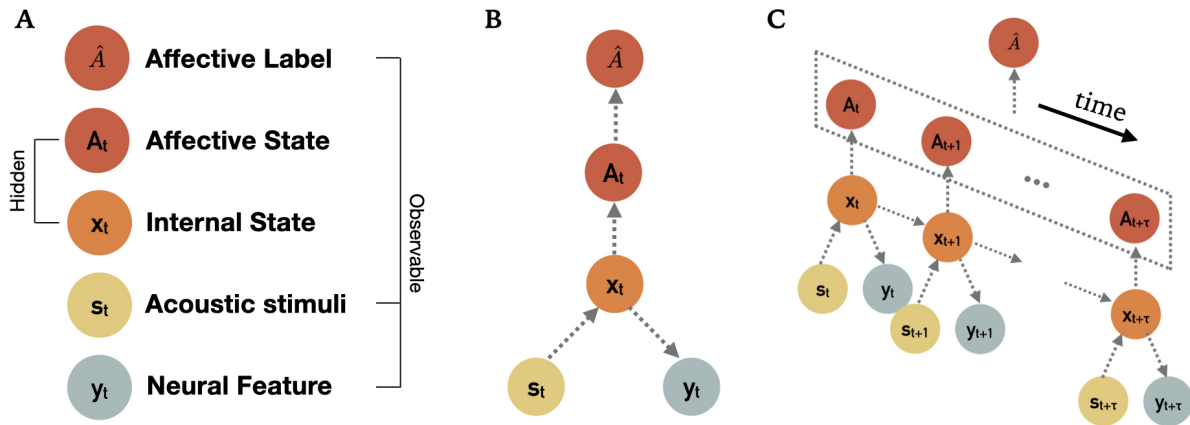 A
Â Affective Label
Aₜ Affective State
xₜ Internal State
sₜ Acoustic stimuli
yₜ Neural Feature
Hidden
Observable
B
Â
Aₜ
xₜ
sₜ yₜ
C
Â
time
Aₜ
Aₜ₊₁
...
Aₜ₊τ
xₜ
xₜ₊₁
xₜ₊τ
sₜ yₜ
sₜ₊₁ yₜ₊₁
sₜ₊τ yₜ₊τ